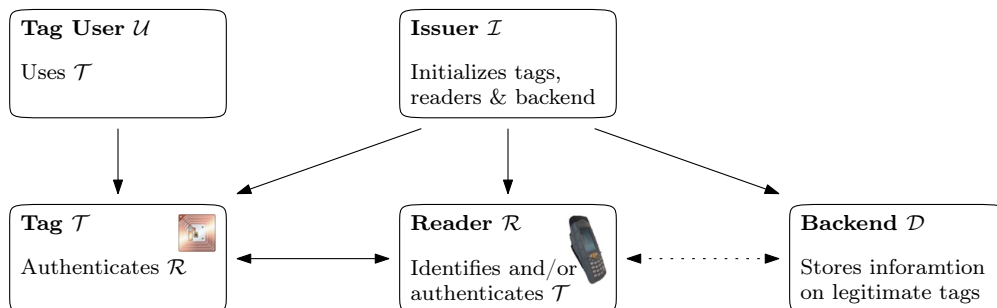 Tag User 𝒰
Uses 𝒯
Issuer ℐ
Initializes tags,
readers & backend
Tag 𝒯
Authenticates ℛ
Reader ℛ
Identifies and/or
authenticates 𝒯
Backend 𝒟
Stores inforamtion
on legitimate tags